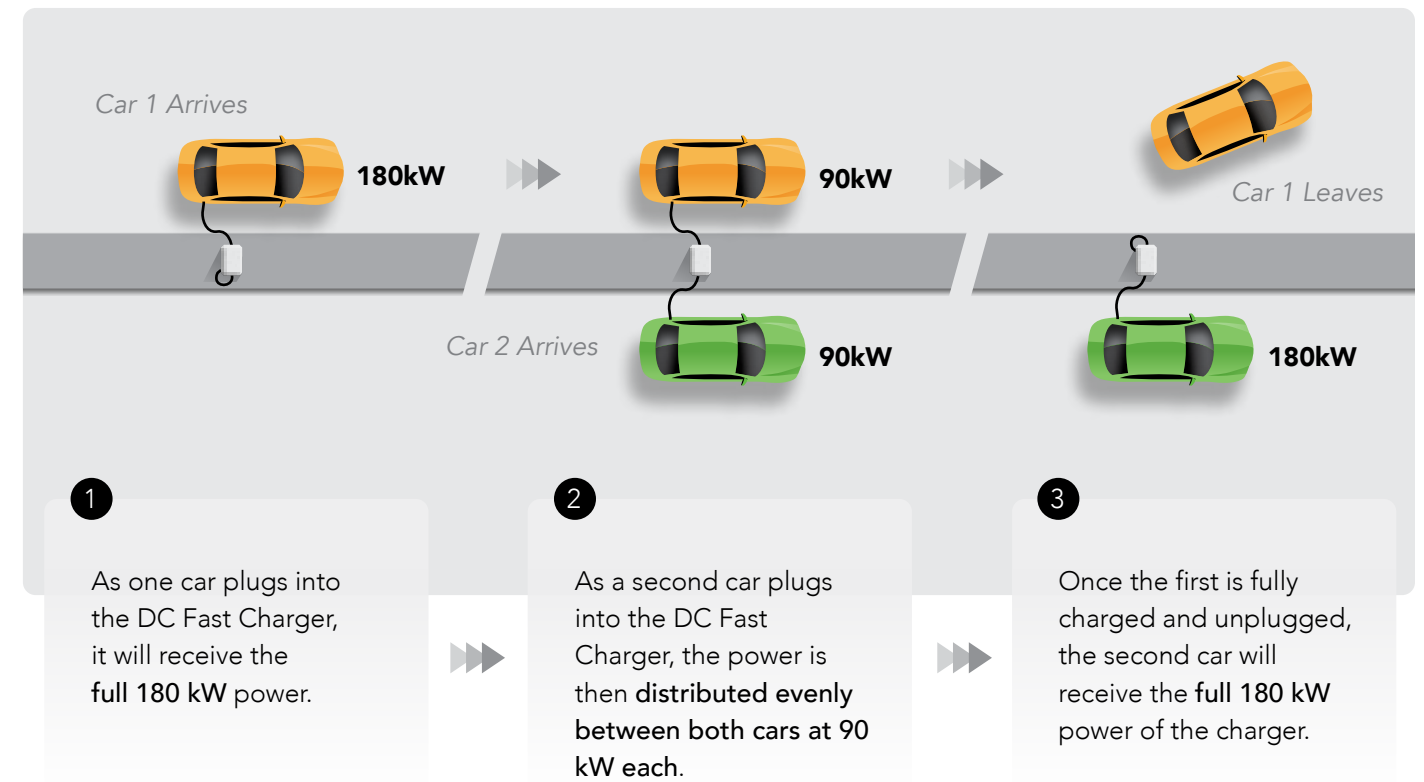 Car 1 Arrives
180kW
90kW
Car 1 Leaves
Car 2 Arrives
90kW
180kW
1
As one car plugs into
the DC Fast Charger,
it will receive the
full 180 kW power.
2
As a second car plugs
into the DC Fast
Charger, the power is
then distributed evenly
between both cars at 90
kW each.
3
Once the first is fully
charged and unplugged,
the second car will
receive the full 180 kW
power of the charger.